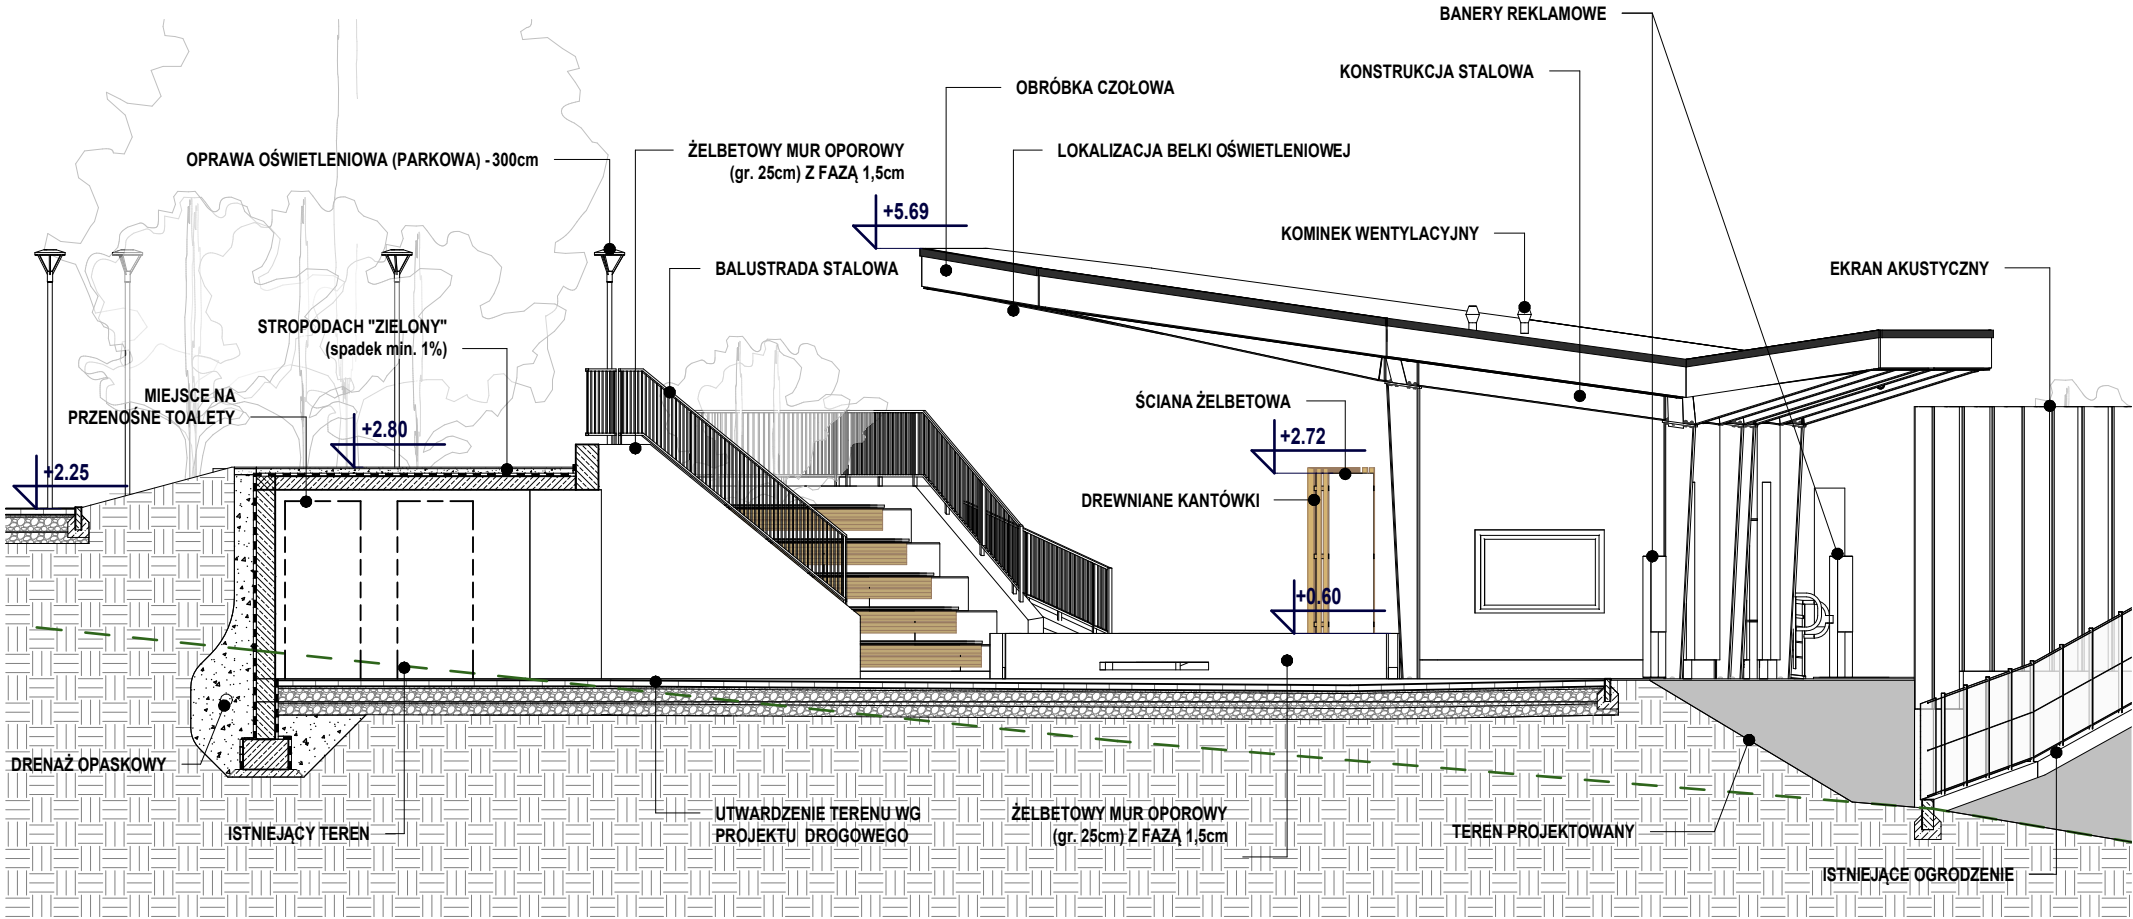 BANERY REKLAMOWE
KONSTRUKCJA STALOWA
OBRÓBKA CZOŁOWA
OPRAWA OŚWIETLENIOWA (PARKOWA) - 300cm
ŻELBETOWY MUR OPOROWY
(gr. 25cm) Z FAZĄ 1,5cm
LOKALIZACJA BELKI OŚWIETLENIOWEJ
+5.69
KOMINEK WENTYLACYJNY
BALUSTRADA STALOWA
EKRAN AKUSTYCZNY
STROPODACH "ZIELONY"
(spadek min. 1%)
MIEJSCE NA
PRZENOŚNE TOALETY
ŚCIANA ŻELBETOWA
+2.80
+2.72
+2.25
DREWNIANE KANTÓWKI
+0.60
DRENAŻ OPASKOWY
ISTNIEJĄCY TEREN
UTWARDZENIE TERENU WG
PROJEKTU DROGOWEGO
ŻELBETOWY MUR OPOROWY
(gr. 25cm) Z FAZĄ 1,5cm
TEREN PROJEKTOWANY
ISTNIEJĄCE OGRODZENIE